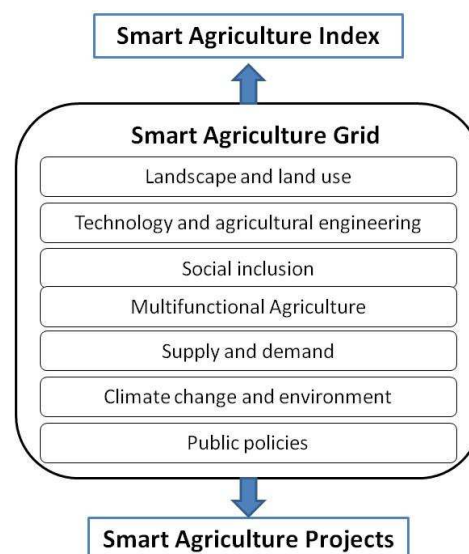 Smart Agriculture Index
Smart Agriculture Grid
Landscape and land use
Technology and agricultural engineering
Social inclusion
Multifunctional Agriculture
Supply and demand
Climate change and environment
Public policies
Smart Agriculture Projects